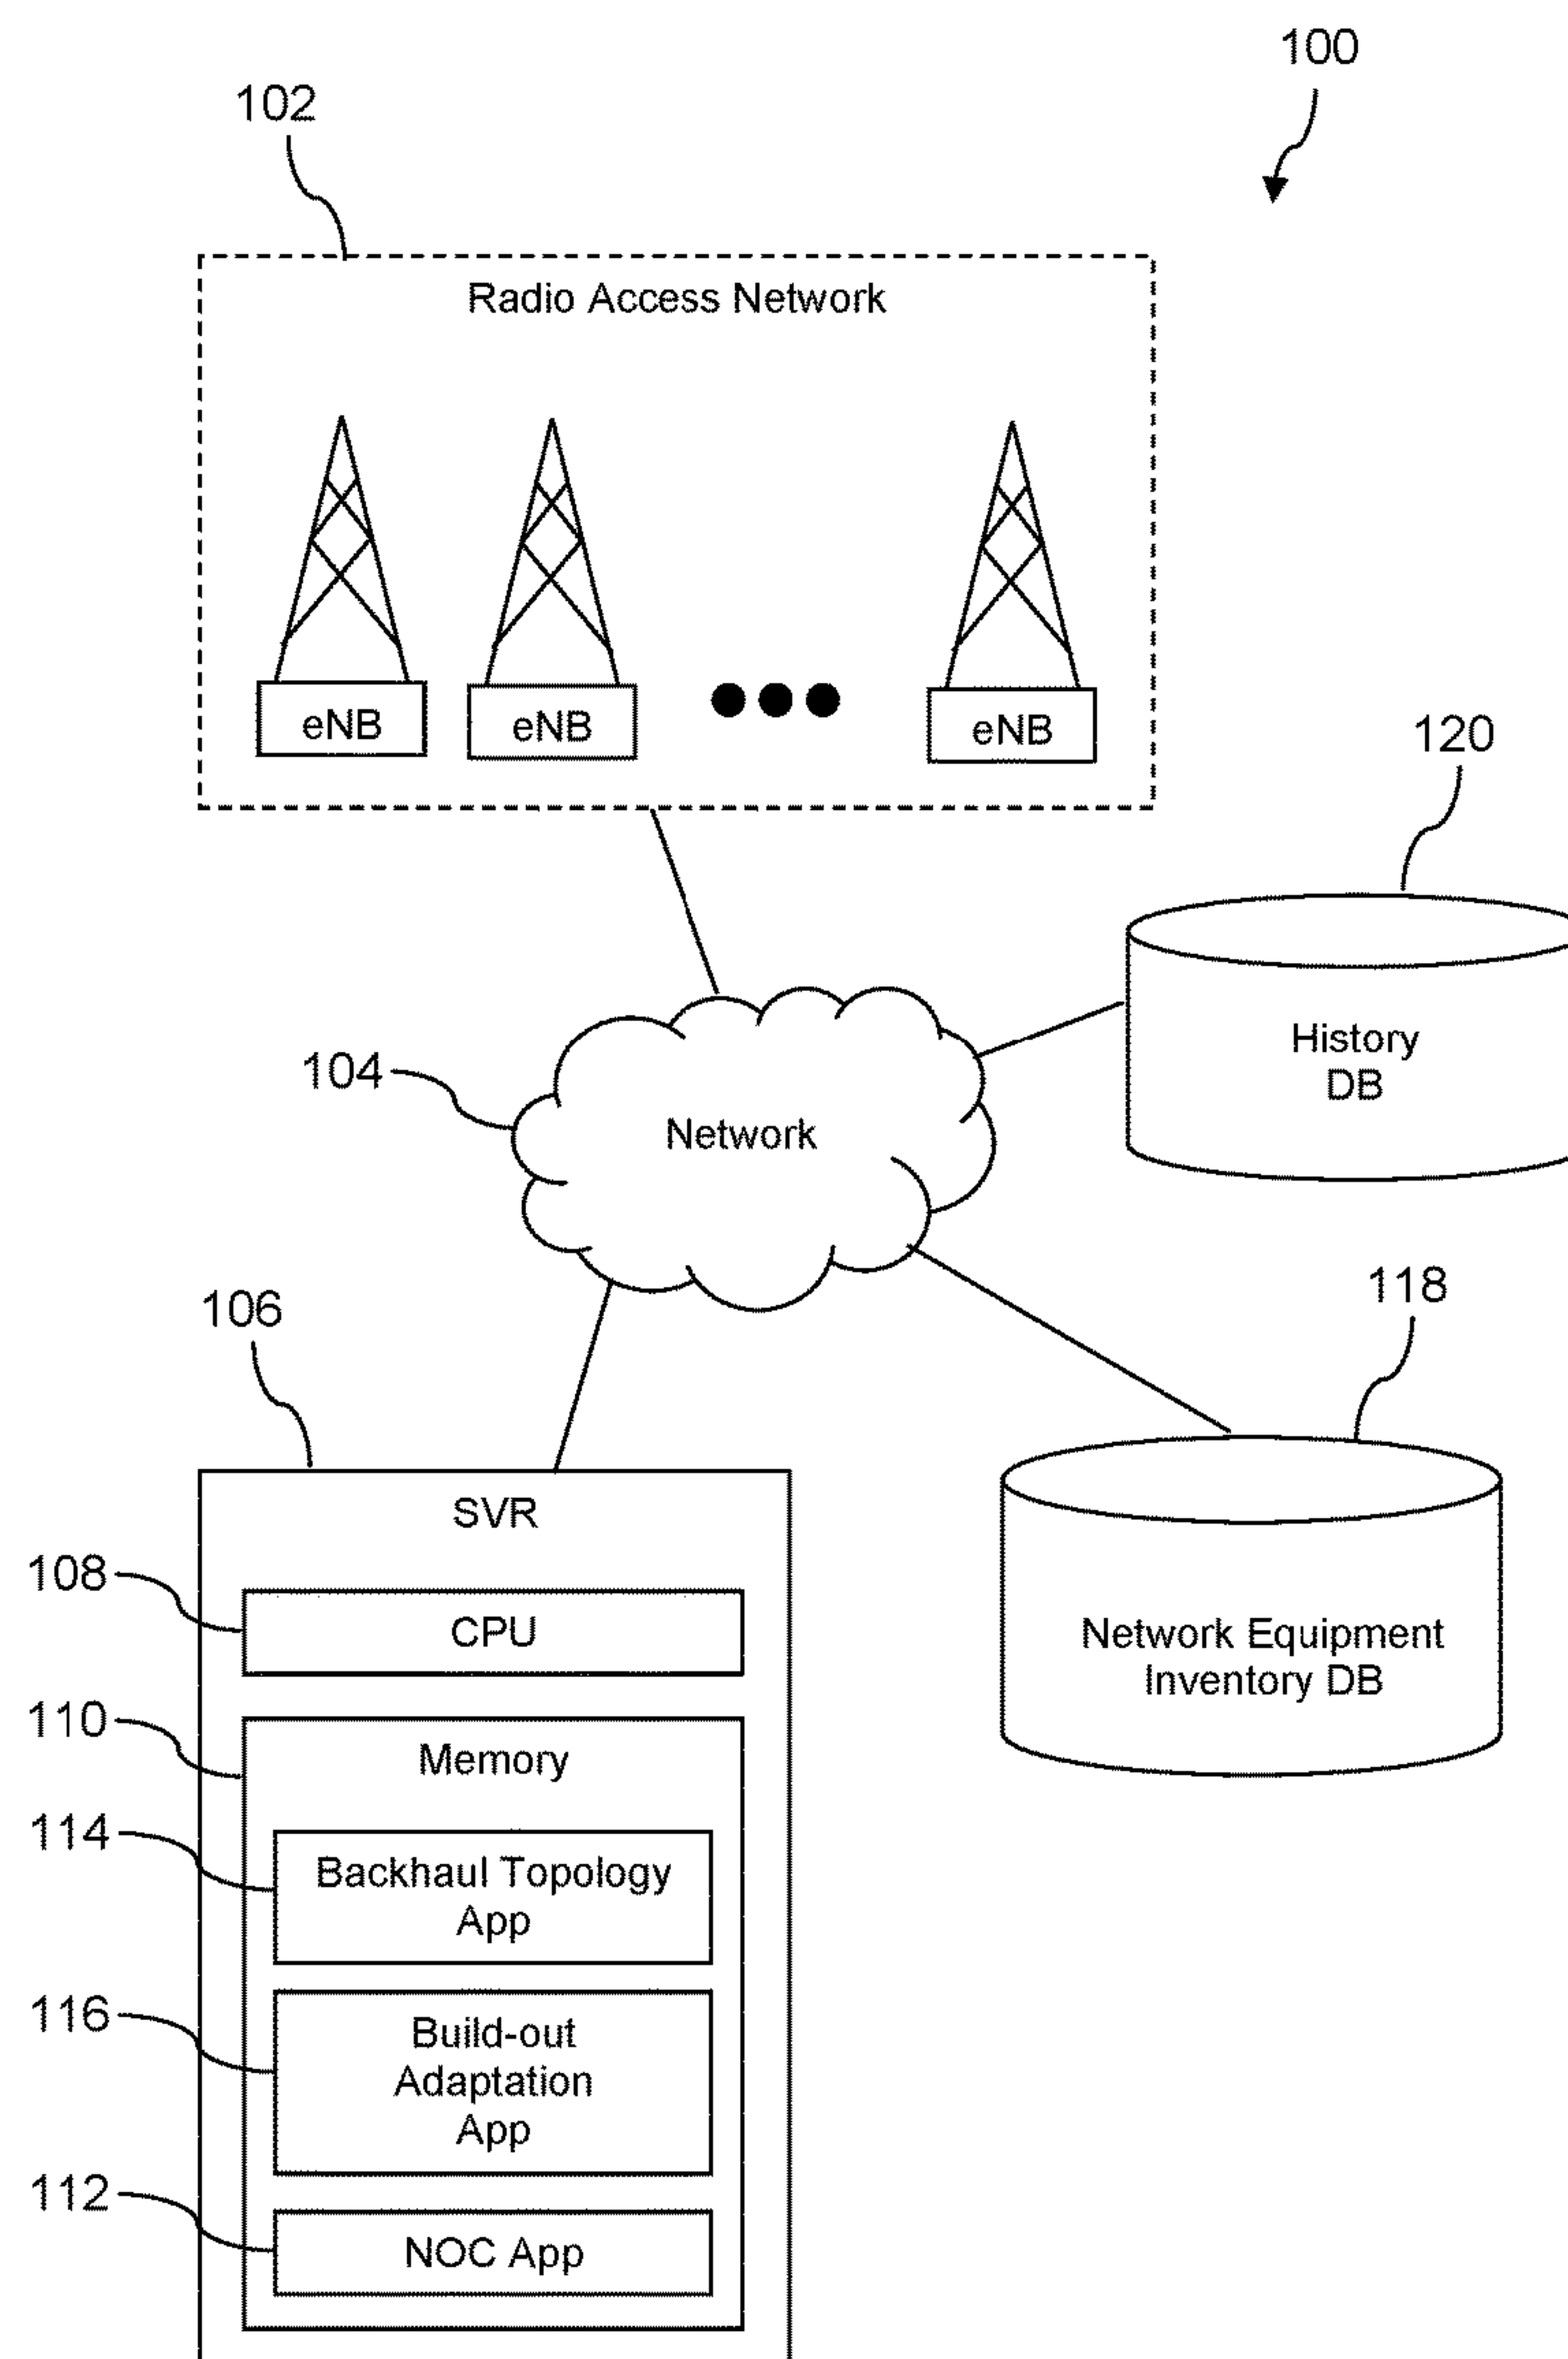 100
102
Radio Access Network
eNB
eNB
eNB
120
History
DB
104
Network
118
106
SVR
108
CPU
Network Equipment
Inventory DB
110
Memory
114
Backhaul Topology
App
116
Build-out
Adaptation
App
112
NOC App